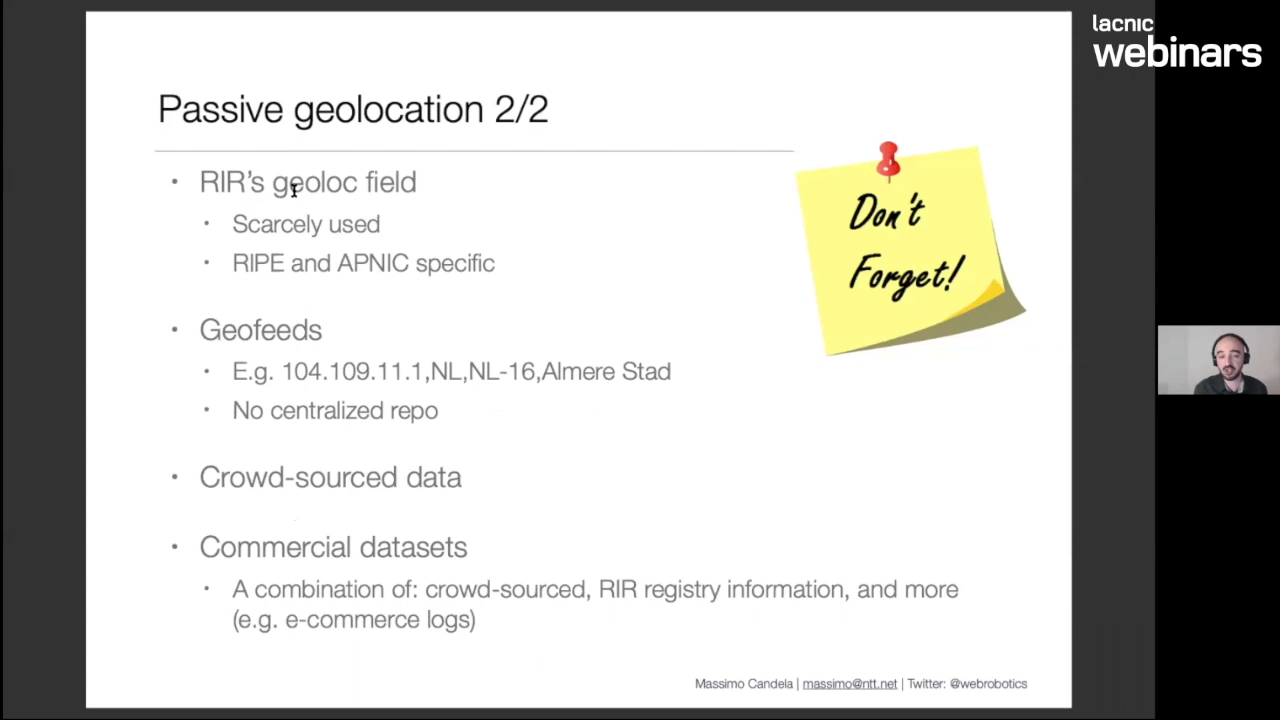 lacnic
webinars
Passive geolocation 2/2
• RIR's geoloc field
• Scarcely used
• RIPE and APNIC specific
• Geofeeds
• E.g. 104.109.11.1,NL,NL-16,Almere Stad
• No centralized repo
• Crowd-sourced data
• Commercial datasets
• A combination of: crowd-sourced, RIR registry information, and more
(e.g. e-commerce logs)
Don't
Forget!
Massimo Candela | massimo@ntt.net | Twitter: @webrobotics